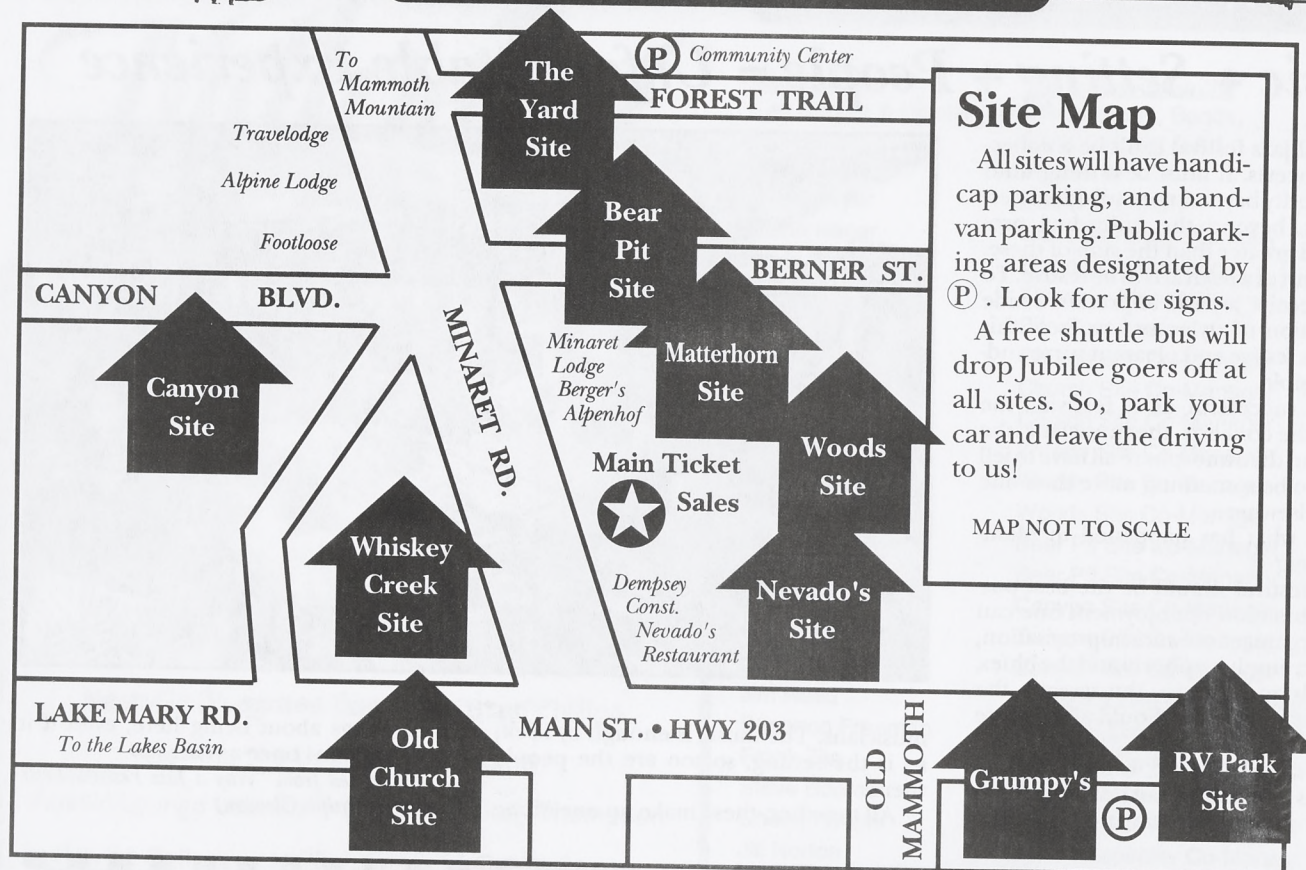 To
Mammoth
Mountain
Travelodge
Alpine Lodge
Footloose
The
Yard
Site
P Community Center
FOREST TRAIL
Bear
Pit
Site
BERNER ST.
CANYON BLVD.
Canyon
Site
MINARET RD.
Minaret
Lodge
Berger's
Alpenhof
Matterhorn
Site
Woods
Site
Main Ticket
Sales
Whiskey
Creek
Site
Dempsey
Const.
Nevado's
Restaurant
Nevado's
Site
LAKE MARY RD.
To the Lakes Basin
Old
Church
Site
MAIN ST. • HWY 203
OLD
MAMMOTH
Grumpy's
P
RV Park
Site
Site Map
All sites will have handi-
cap parking, and band-
van parking. Public park-
ing areas designated by
P . Look for the signs.
A free shuttle bus will
drop Jubilee goers off at
all sites. So, park your
car and leave the driving
to us!
MAP NOT TO SCALE